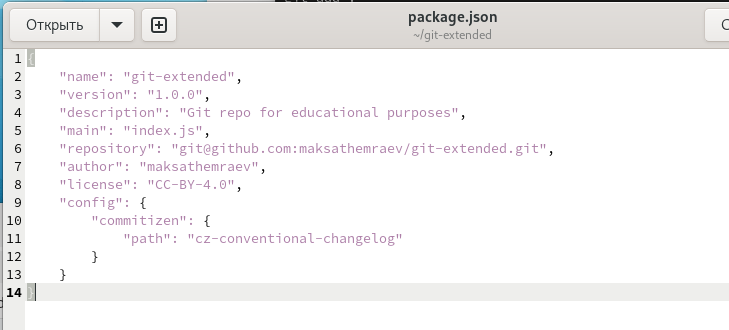 Открыть
package.json
~/git-extended
1 {
2 "name": "git-extended",
3 "version": "1.0.0",
4 "description": "Git repo for educational purposes",
5 "main": "index.js",
6 "repository": "git@github.com:maksathemraev/git-extended.git",
7 "author": "maksathemraev",
8 "license": "CC-BY-4.0",
9 "config": {
10 "commitizen": {
11 "path": "cz-conventional-changelog"
12 }
13 }
14 }